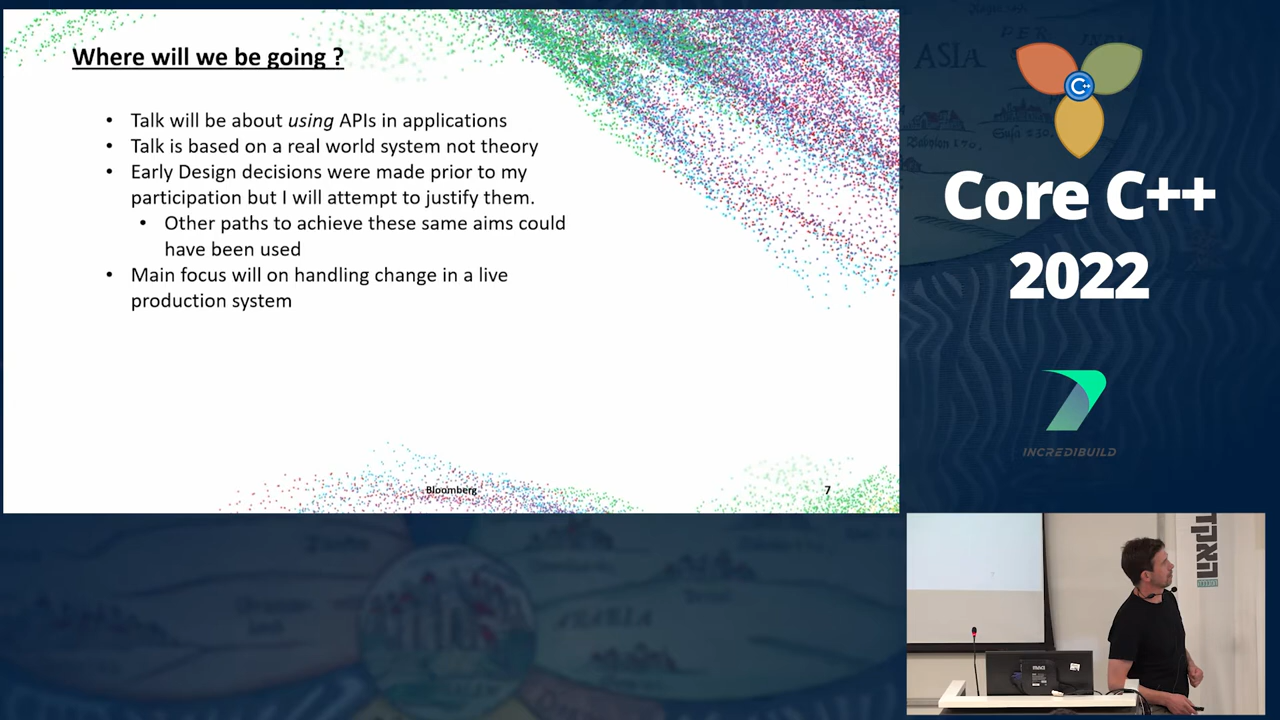 Where will we be going ?
• Talk will be about using APIs in applications
• Talk is based on a real world system not theory
• Early Design decisions were made prior to my
participation but I will attempt to justify them.
• Other paths to achieve these same aims could
have been used
• Main focus will on handling change in a live
production system
Bloomberg
7
ASIA
C++
Core C++
2022
INCREDIBUILD
ARABIA